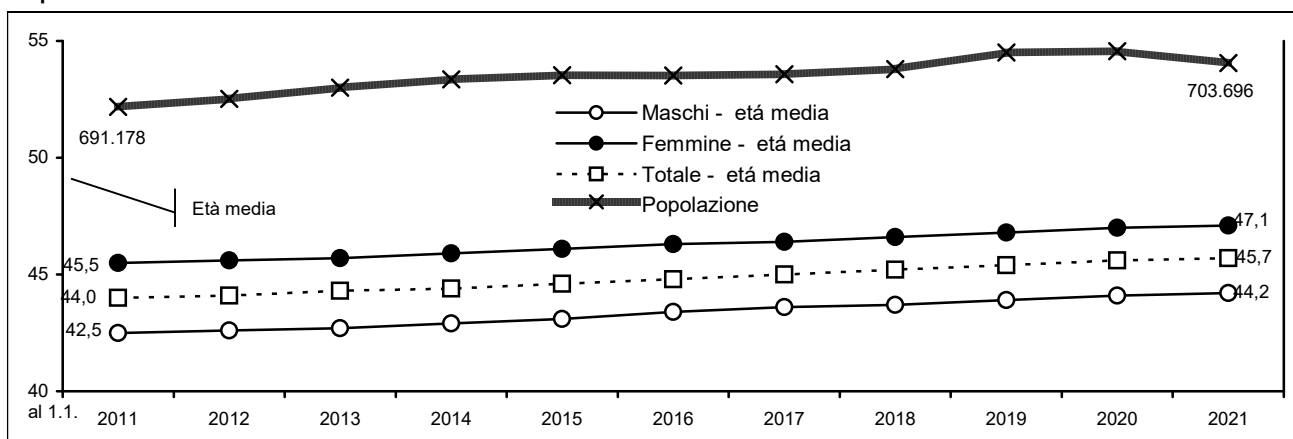 55
703.696
Maschi - etá media
691.178
Femmine - etá media
50
Totale - etá media
Età media
Popolazione
47,1
45,5
45
45,7
44,0
44,2
42,5
40
al 1.1. 2011 2012 2013 2014 2015 2016 2017 2018 2019 2020 2021